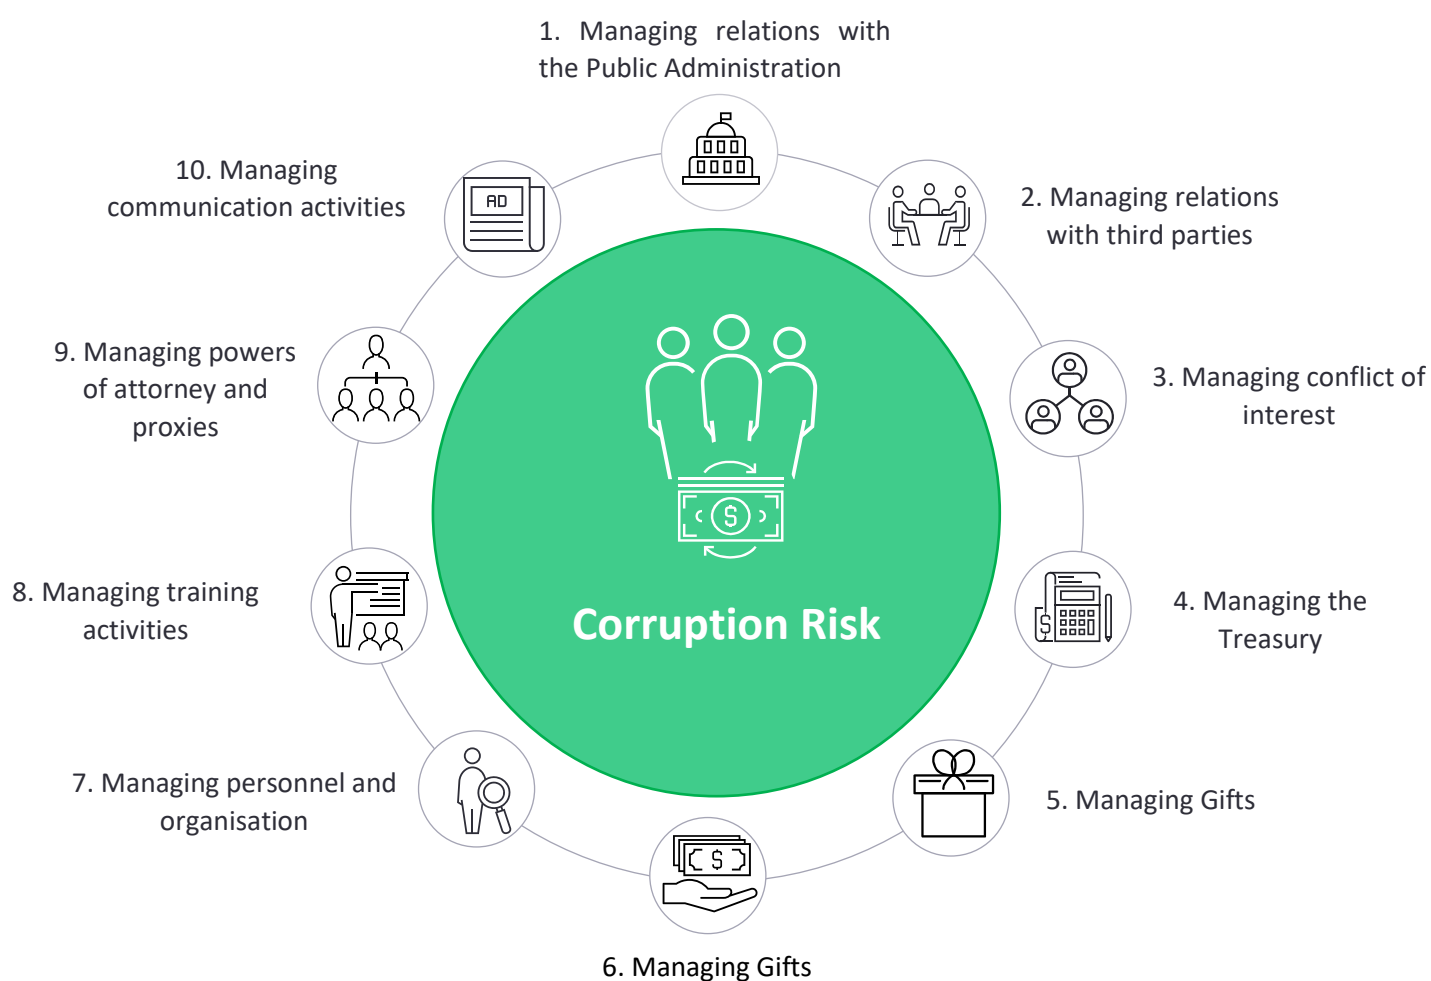 1. Managing relations with
the Public Administration
2. Managing relations
with third parties
3. Managing conflict of
interest
4. Managing the
Treasury
5. Managing Gifts
6. Managing Gifts
7. Managing personnel and
organisation
8. Managing training
activities
9. Managing powers
of attorney and
proxies
10. Managing
communication activities
AD
$
$
$
$
Corruption Risk